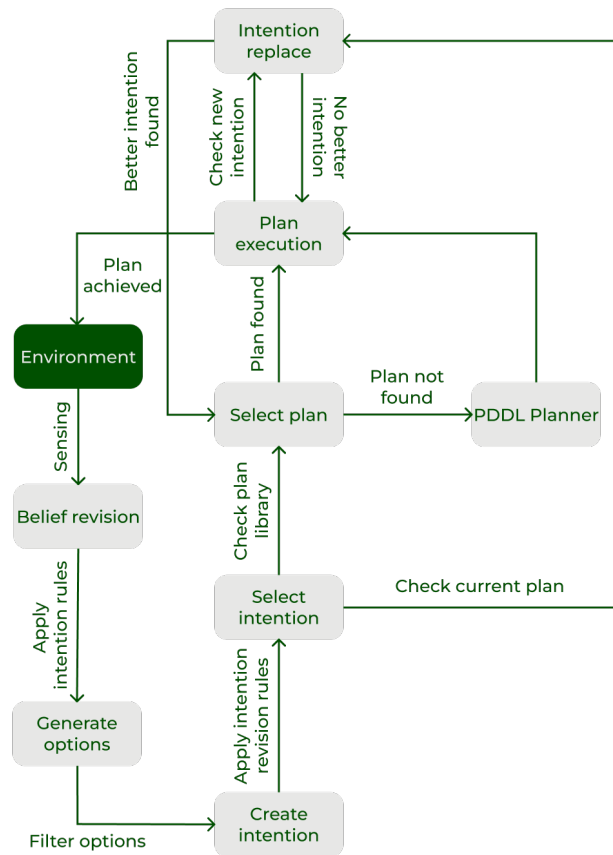 Intention
replace
Better intention
found
Check new
intention
No better
intention
Plan
execution
Plan
achieved
Environment
Plan found
Plan not
found
Sensing
Select plan
PDDL Planner
Belief revision
Check plan
library
Select
intention
Check current plan
Apply
intention rules
Apply intention
revision rules
Generate
options
Filter options
Create
intention